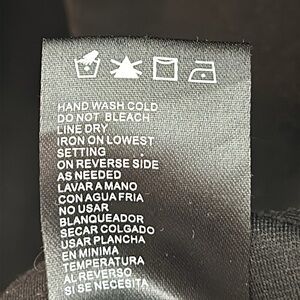 HAND WASH COLD
DO NOT BLEACH
LINE DRY
IRON ON LOWEST
SETTING
ON REVERSE SIDE
AS NEEDED
LAVAR A MANO
CON AGUA FRIA
NO USAR
BLANQUEADOR
SECAR COLGADO
USAR PLANCHA
EN MINIMA
TEMPERATURA
AL REVERSO
SI SE NECESITA